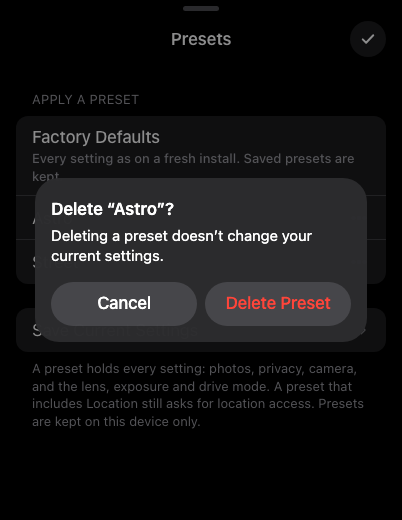 Presets
APPLY A PRESET
Factory Defaults
Every setting as on a fresh install. Saved presets are
kept.
Delete “Astro”?
Deleting a preset doesn’t change your
current settings.
Cancel
Delete Preset
A preset holds every setting: photos, privacy, camera,
and the lens, exposure and drive mode. A preset that
includes Location still asks for location access. Presets
are kept on this device only.